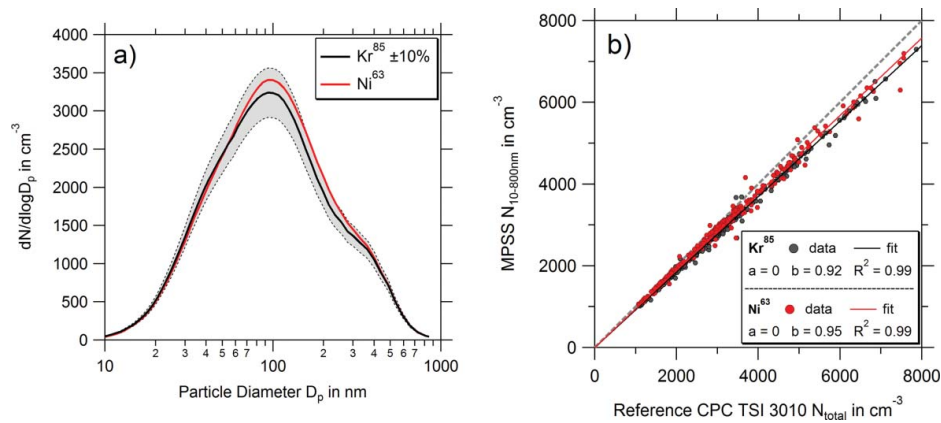 a)
Kr85 ±10%
Ni63
4000
3500
3000
2500
2000
1500
1000
500
0
dN/dlogDp in cm-3
10
2
3
4
5
6
7
100
2
3
4
5
6
7
1000
Particle Diameter Dp in nm
b)
8000
6000
4000
2000
0
MPSS N10-800nm in cm-3
Kr85 data fit
a = 0 b = 0.92 R2 = 0.99
Ni63 data fit
a = 0 b = 0.95 R2 = 0.99
0
2000
4000
6000
8000
Reference CPC TSI 3010 Ntotal in cm-3